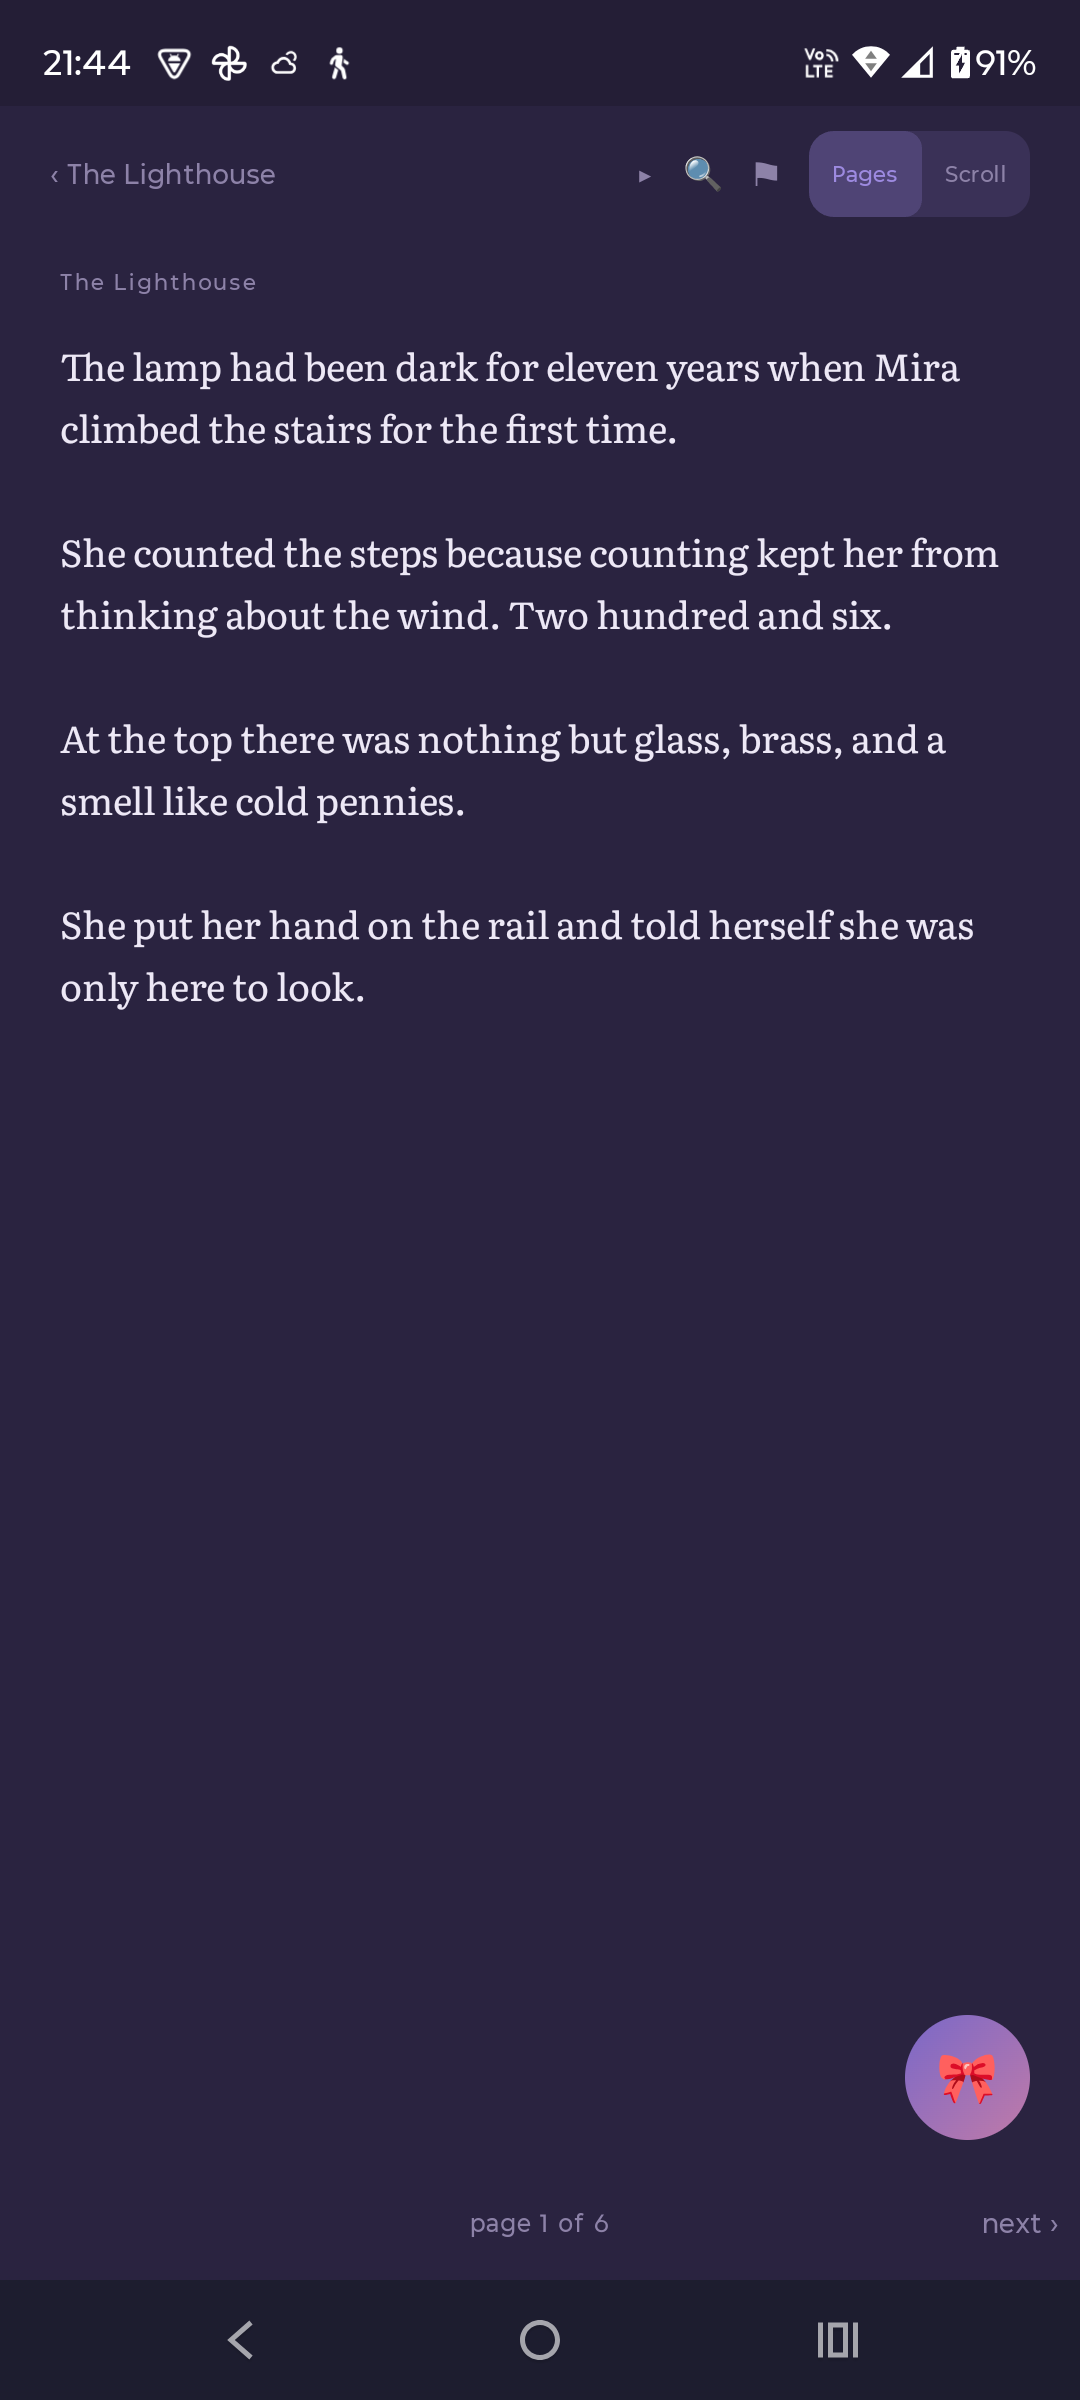 21:44
Vo LTE
91%
‹ The Lighthouse
Pages
Scroll
The Lighthouse
The lamp had been dark for eleven years when Mira
climbed the stairs for the first time.
She counted the steps because counting kept her from
thinking about the wind. Two hundred and six.
At the top there was nothing but glass, brass, and a
smell like cold pennies.
She put her hand on the rail and told herself she was
only here to look.
page 1 of 6
next ›